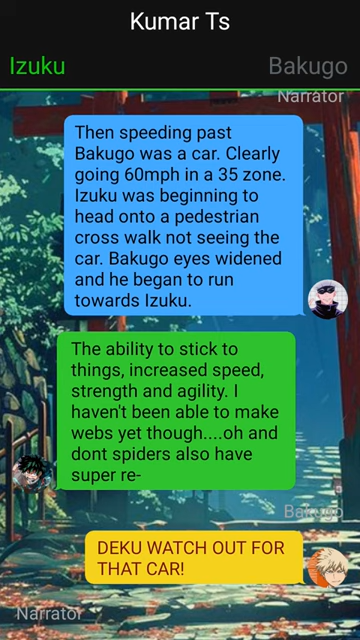 Kumar Ts
Izuku
Bakugo
Narrator
Then speeding past
Bakugo was a car. Clearly
going 60mph in a 35 zone.
Izuku was beginning to
head onto a pedestrian
cross walk not seeing the
car. Bakugo eyes widened
and he began to run
towards Izuku.
The ability to stick to
things, increased speed,
strength and agility. I
haven't been able to make
webs yet though....oh and
dont spiders also have
super re-
Bakugo
DEKU WATCH OUT FOR
THAT CAR!
Narrator